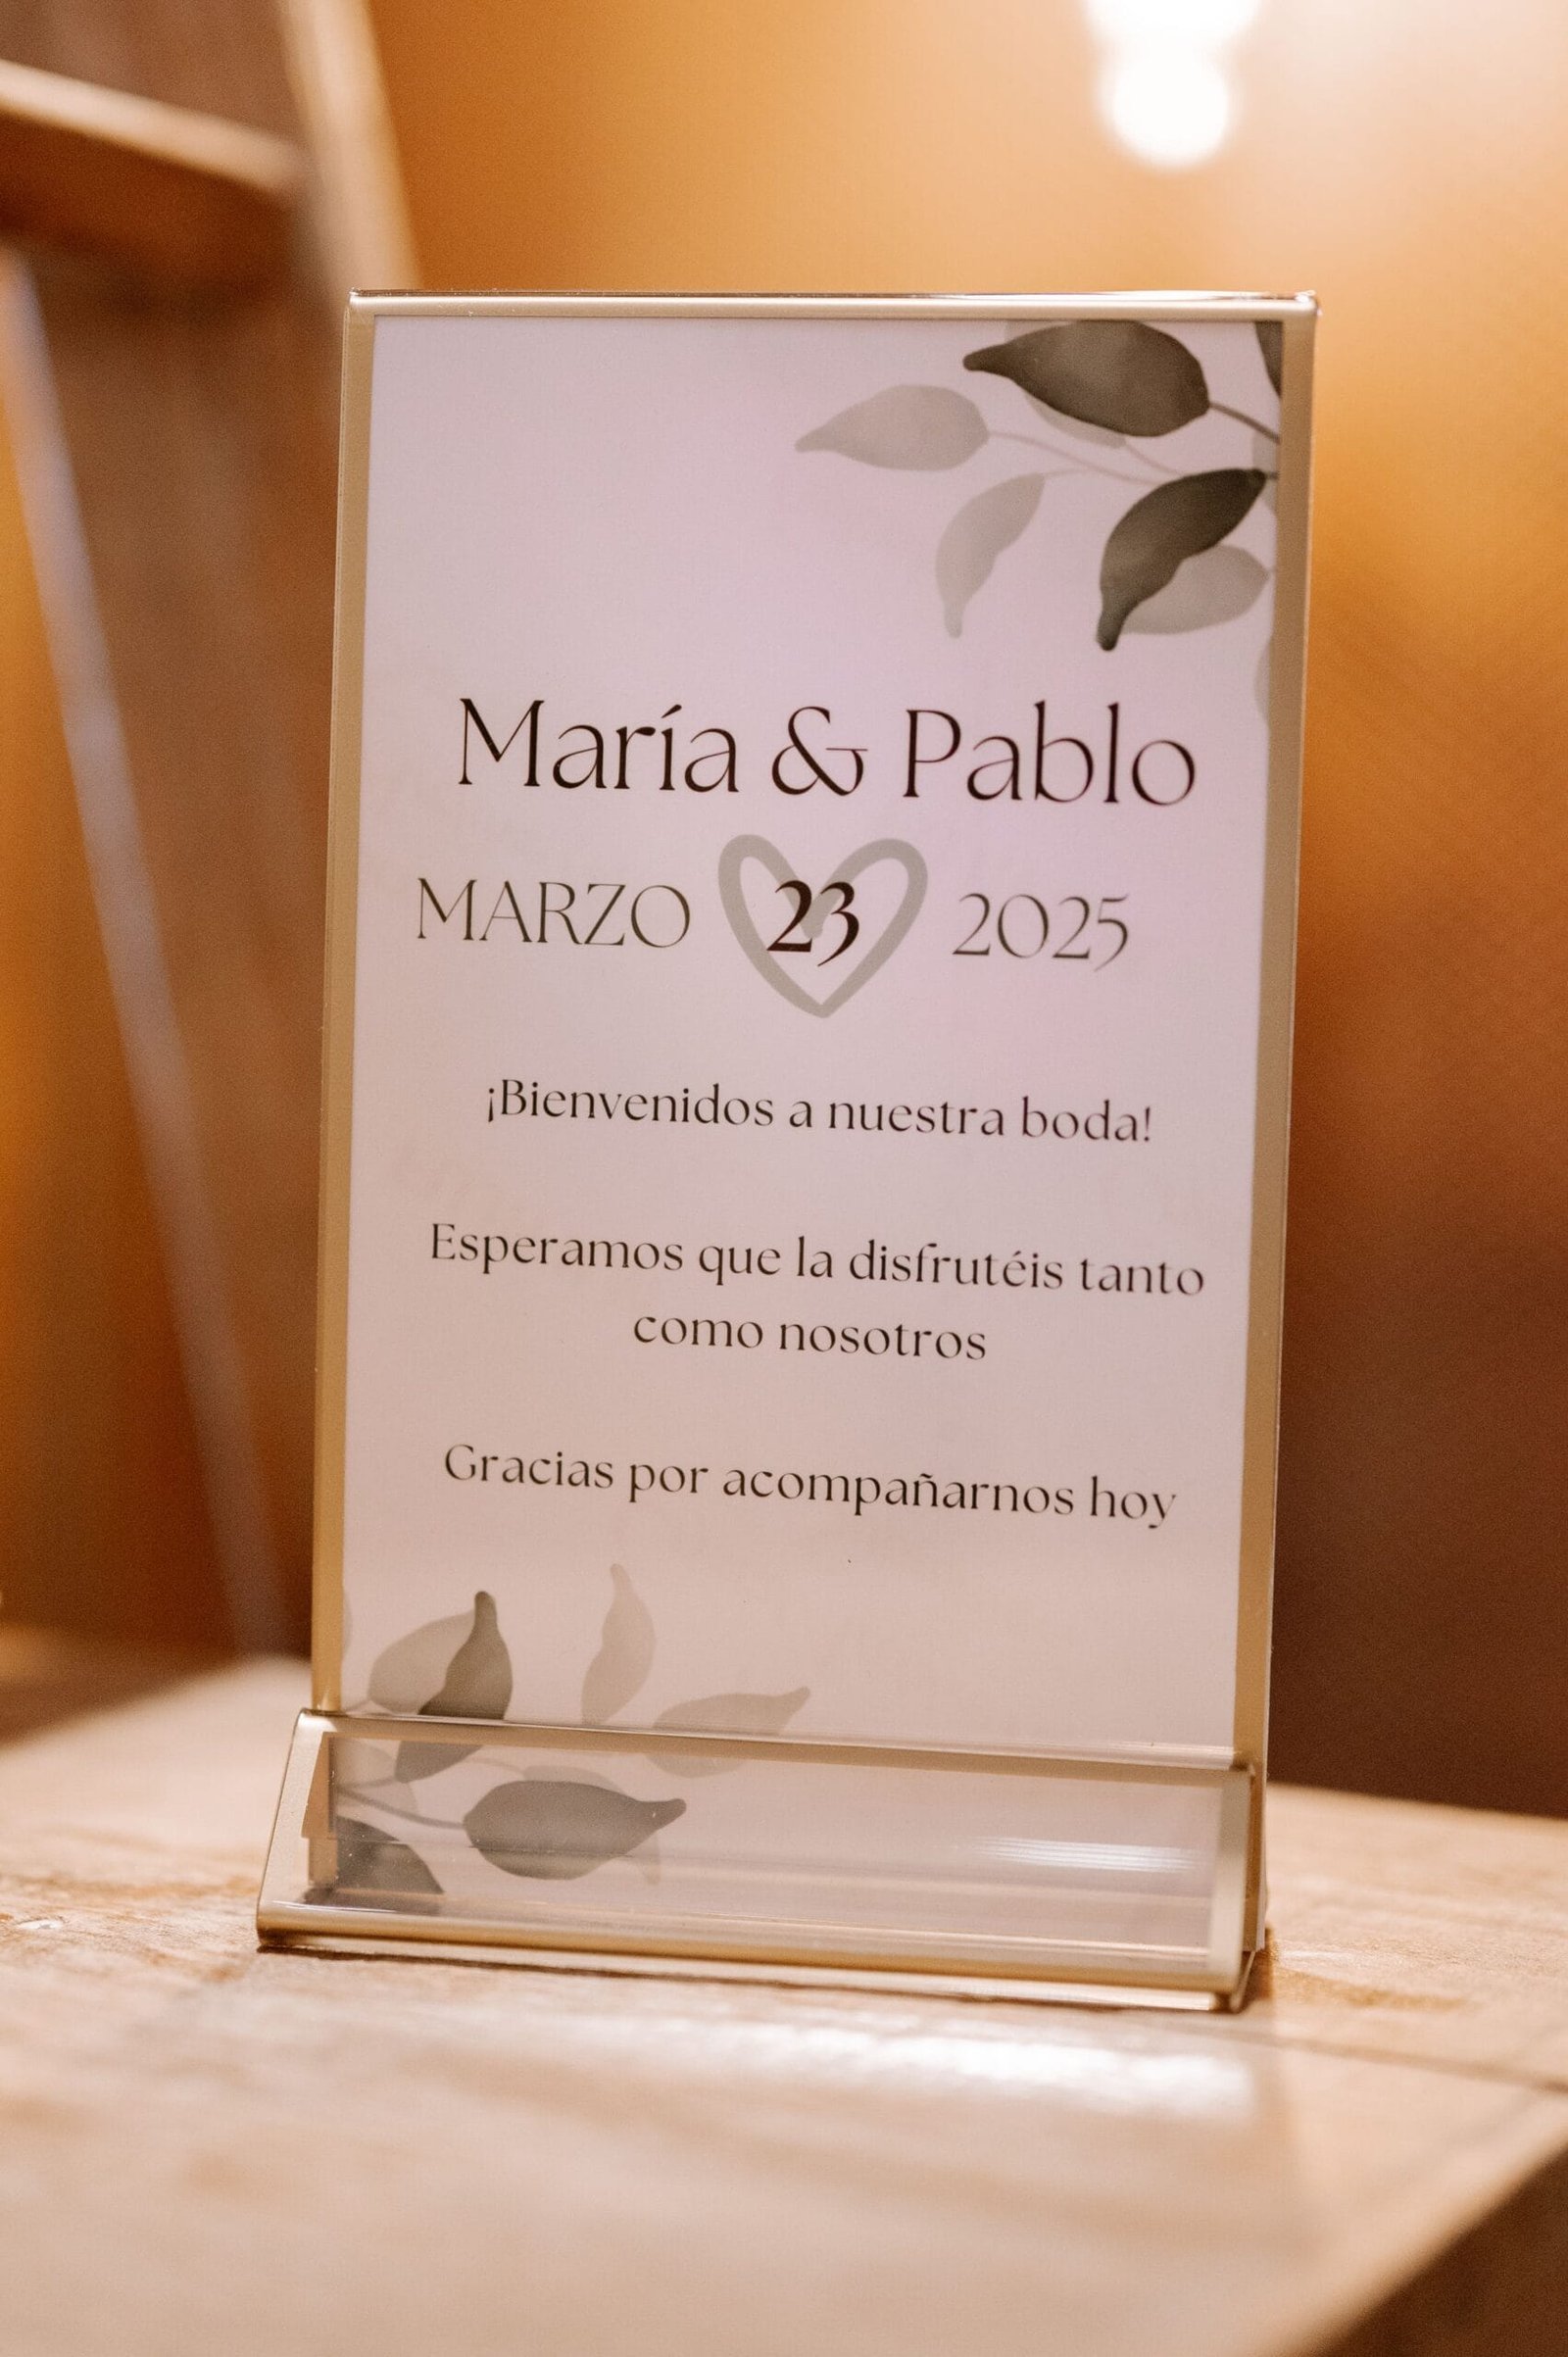 María & Pablo
MARZO 23 2025
¡Bienvenidos a nuestra boda!
Esperamos que la disfrutéis tanto
como nosotros
Gracias por acompañarnos hoy